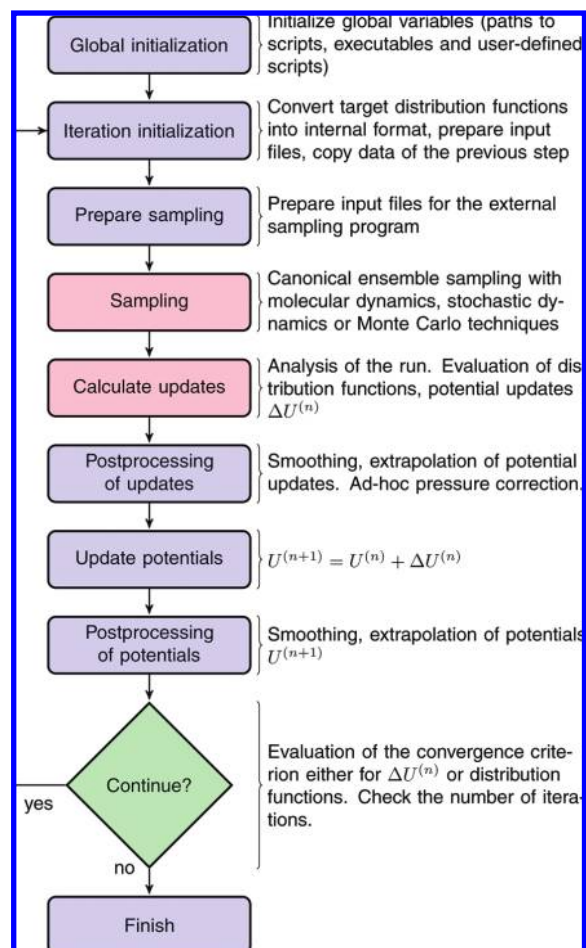 Global initialization
Initialize global variables (paths to
scripts, executables and user-defined
scripts)
Iteration initialization
Convert target distribution functions
into internal format, prepare input
files, copy data of the previous step
Prepare sampling
Prepare input files for the external
sampling program
Sampling
Canonical ensemble sampling with
molecular dynamics, stochastic dy-
namics or Monte Carlo techniques
Calculate updates
Analysis of the run. Evaluation of dis
tribution functions, potential updates
ΔU⁽ⁿ⁾
Postprocessing
of updates
Smoothing, extrapolation of potential
updates. Ad-hoc pressure correction.
Update potentials
U⁽ⁿ⁺¹⁾ = U⁽ⁿ⁾ + ΔU⁽ⁿ⁾
Postprocessing
of potentials
Smoothing, extrapolation of potentials
U⁽ⁿ⁺¹⁾
Continue?
Evaluation of the convergence crite-
rion either for ΔU⁽ⁿ⁾ or distribution
functions. Check the number of itera-
tions.
yes
no
Finish